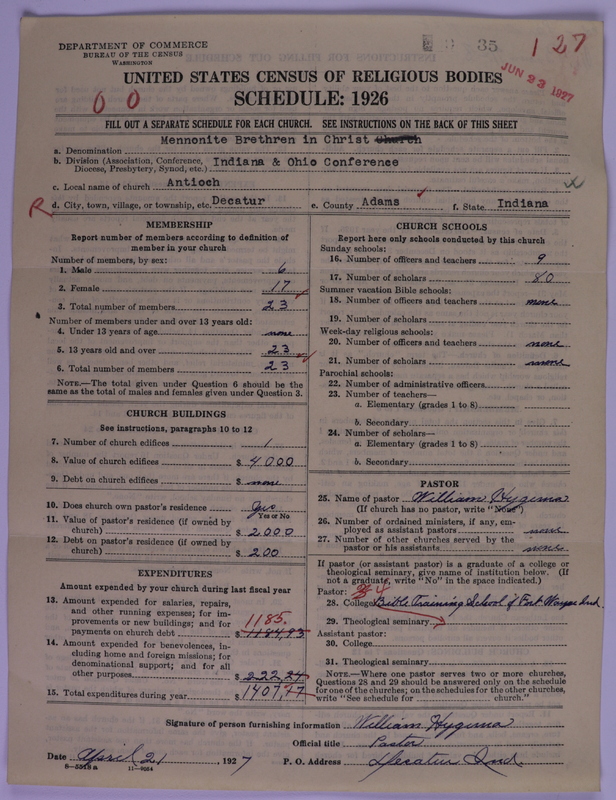 DEPARTMENT OF COMMERCE
BUREAU OF THE CENSUS
WASHINGTON
35
127
JUN 23 1927
UNITED STATES CENSUS OF RELIGIOUS BODIES
0 0
SCHEDULE: 1926
FILL OUT A SEPARATE SCHEDULE FOR EACH CHURCH. SEE INSTRUCTIONS ON THE BACK OF THIS SHEET
a. Denomination Mennonite Brethren in Christ Church
b. Division (Association, Conference, Diocese, Presbytery, Synod, etc.) Indiana & Ohio Conference
c. Local name of church Antioch
R d. City, town, village, or township, etc. Decatur e. County Adams f. State Indiana
MEMBERSHIP
Report number of members according to definition of
member in your church
Number of members, by sex:
1. Male 6
2. Female 17
3. Total number of members 23
Number of members under and over 13 years old:
4. Under 13 years of age none
5. 13 years old and over 23
6. Total number of members 23
NOTE.—The total given under Question 6 should be the
same as the total of males and females given under Question 3.
CHURCH BUILDINGS
See instructions, paragraphs 10 to 12
7. Number of church edifices 1
8. Value of church edifices $ 4000
9. Debt on church edifices $ none
10. Does church own pastor's residence Yes
Yes or No
11. Value of pastor's residence (if owned by
church) $ 2000
12. Debt on pastor's residence (if owned by
church) $ 200
EXPENDITURES
Amount expended by your church during last fiscal year
13. Amount expended for salaries, repairs,
and other running expenses; for im-
provements or new buildings; and for 1185.
payments on church debt $ 1184,93
14. Amount expended for benevolences, in-
cluding home and foreign missions; for
denominational support; and for all
other purposes $ 222,24
15. Total expenditures during year $ 1407,17
CHURCH SCHOOLS
Report here only schools conducted by this church
Sunday schools:
16. Number of officers and teachers 9
17. Number of scholars 80
Summer vacation Bible schools:
18. Number of officers and teachers none
19. Number of scholars
Week-day religious schools:
20. Number of officers and teachers none
21. Number of scholars none
Parochial schools:
22. Number of administrative officers
23. Number of teachers—
a. Elementary (grades 1 to 8)
b. Secondary
24. Number of scholars—
a. Elementary (grades 1 to 8)
b. Secondary
PASTOR
25. Name of pastor William Hygema
(If church has no pastor, write "None")
26. Number of ordained ministers, if any, em-
ployed as assistant pastors none
27. Number of other churches served by the
pastor or his assistants none
If pastor (or assistant pastor) is a graduate of a college or
theological seminary, give name of institution below. (If
not a graduate, write "No" in the space indicated.)
Pastor: 4
28. College Bible Training School of Fort Wayne Ind.
29. Theological seminary
Assistant pastor:
30. College
31. Theological seminary
NOTE.—Where one pastor serves two or more churches,
Questions 28 and 29 should be answered only on the schedule
for one of the churches; on the schedules for the other churches,
write "See schedule for church."
Signature of person furnishing information William Hygema
Official title Pastor
Date April 21, 1927 P. O. Address Decatur Ind.
8—5518a 11—9064